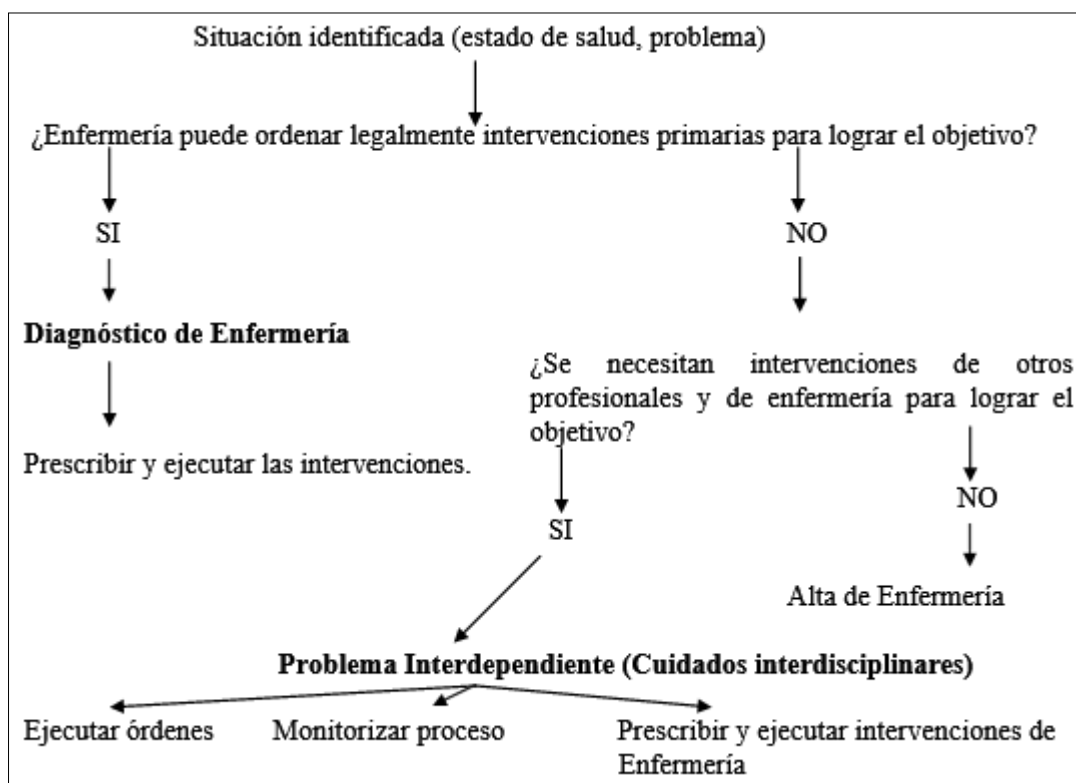 Situación identificada (estado de salud, problema)
¿Enfermería puede ordenar legalmente intervenciones primarias para lograr el objetivo?
SI
NO
Diagnóstico de Enfermería
¿Se necesitan intervenciones de otros
profesionales y de enfermería para lograr el
objetivo?
Prescribir y ejecutar las intervenciones.
SI
NO
Alta de Enfermería
Problema Interdependiente (Cuidados interdisciplinares)
Ejecutar órdenes
Monitorizar proceso
Prescribir y ejecutar intervenciones de
Enfermería